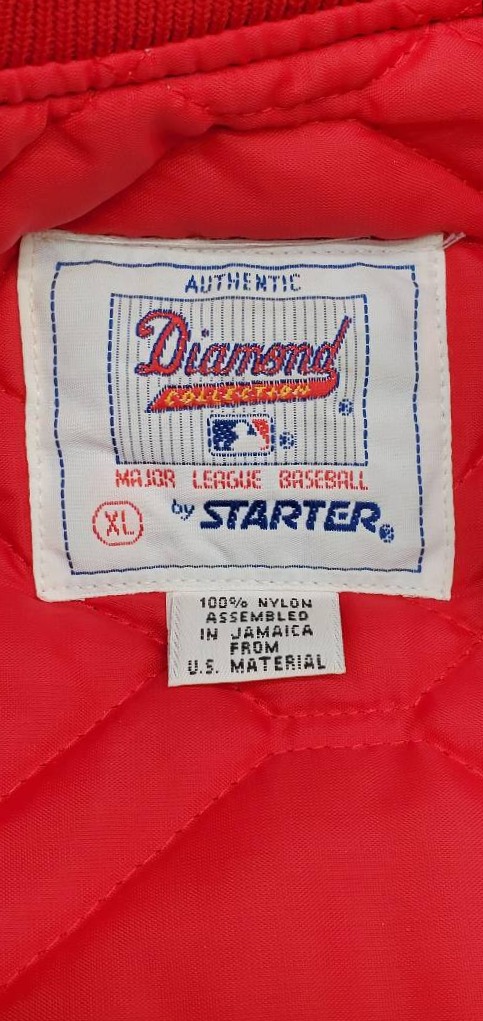 AUTHENTIC
Diamond
COLLECTION
MAJOR LEAGUE BASEBALL
XL by STARTER®
100% NYLON
ASSEMBLED
IN JAMAICA
FROM
U.S. MATERIAL